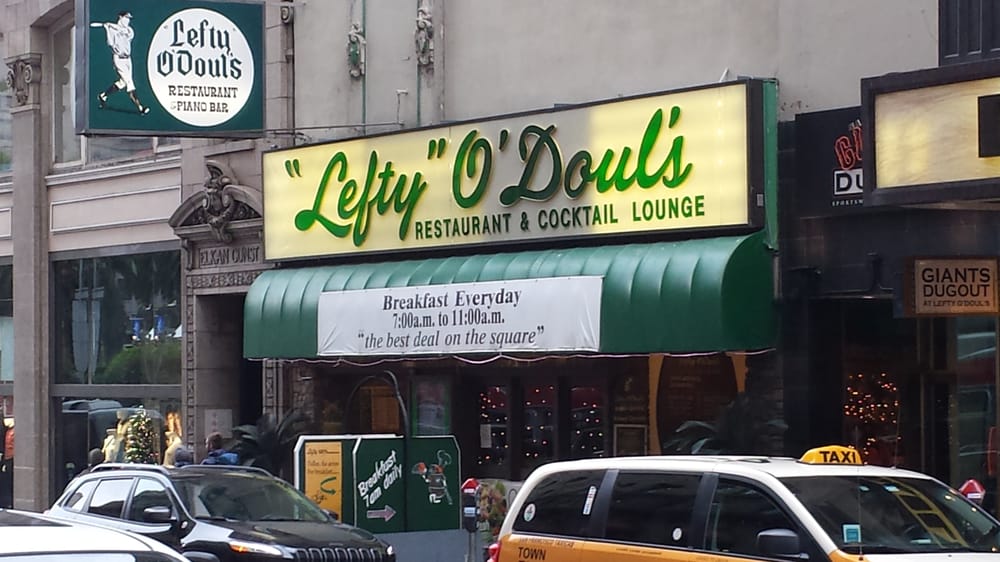 "Lefty
O'Doul's
RESTAURANT
& PIANO BAR
"Lefty" O'Doul's
RESTAURANT & COCKTAIL LOUNGE
ELKAN GUNST
Breakfast Everyday
7:00a.m. to 11:00a.m.
"the best deal on the square"
GIANTS
DUGOUT
AT LEFTY O'DOUL'S
Breakfast
7am daily
TAXI
TOWN